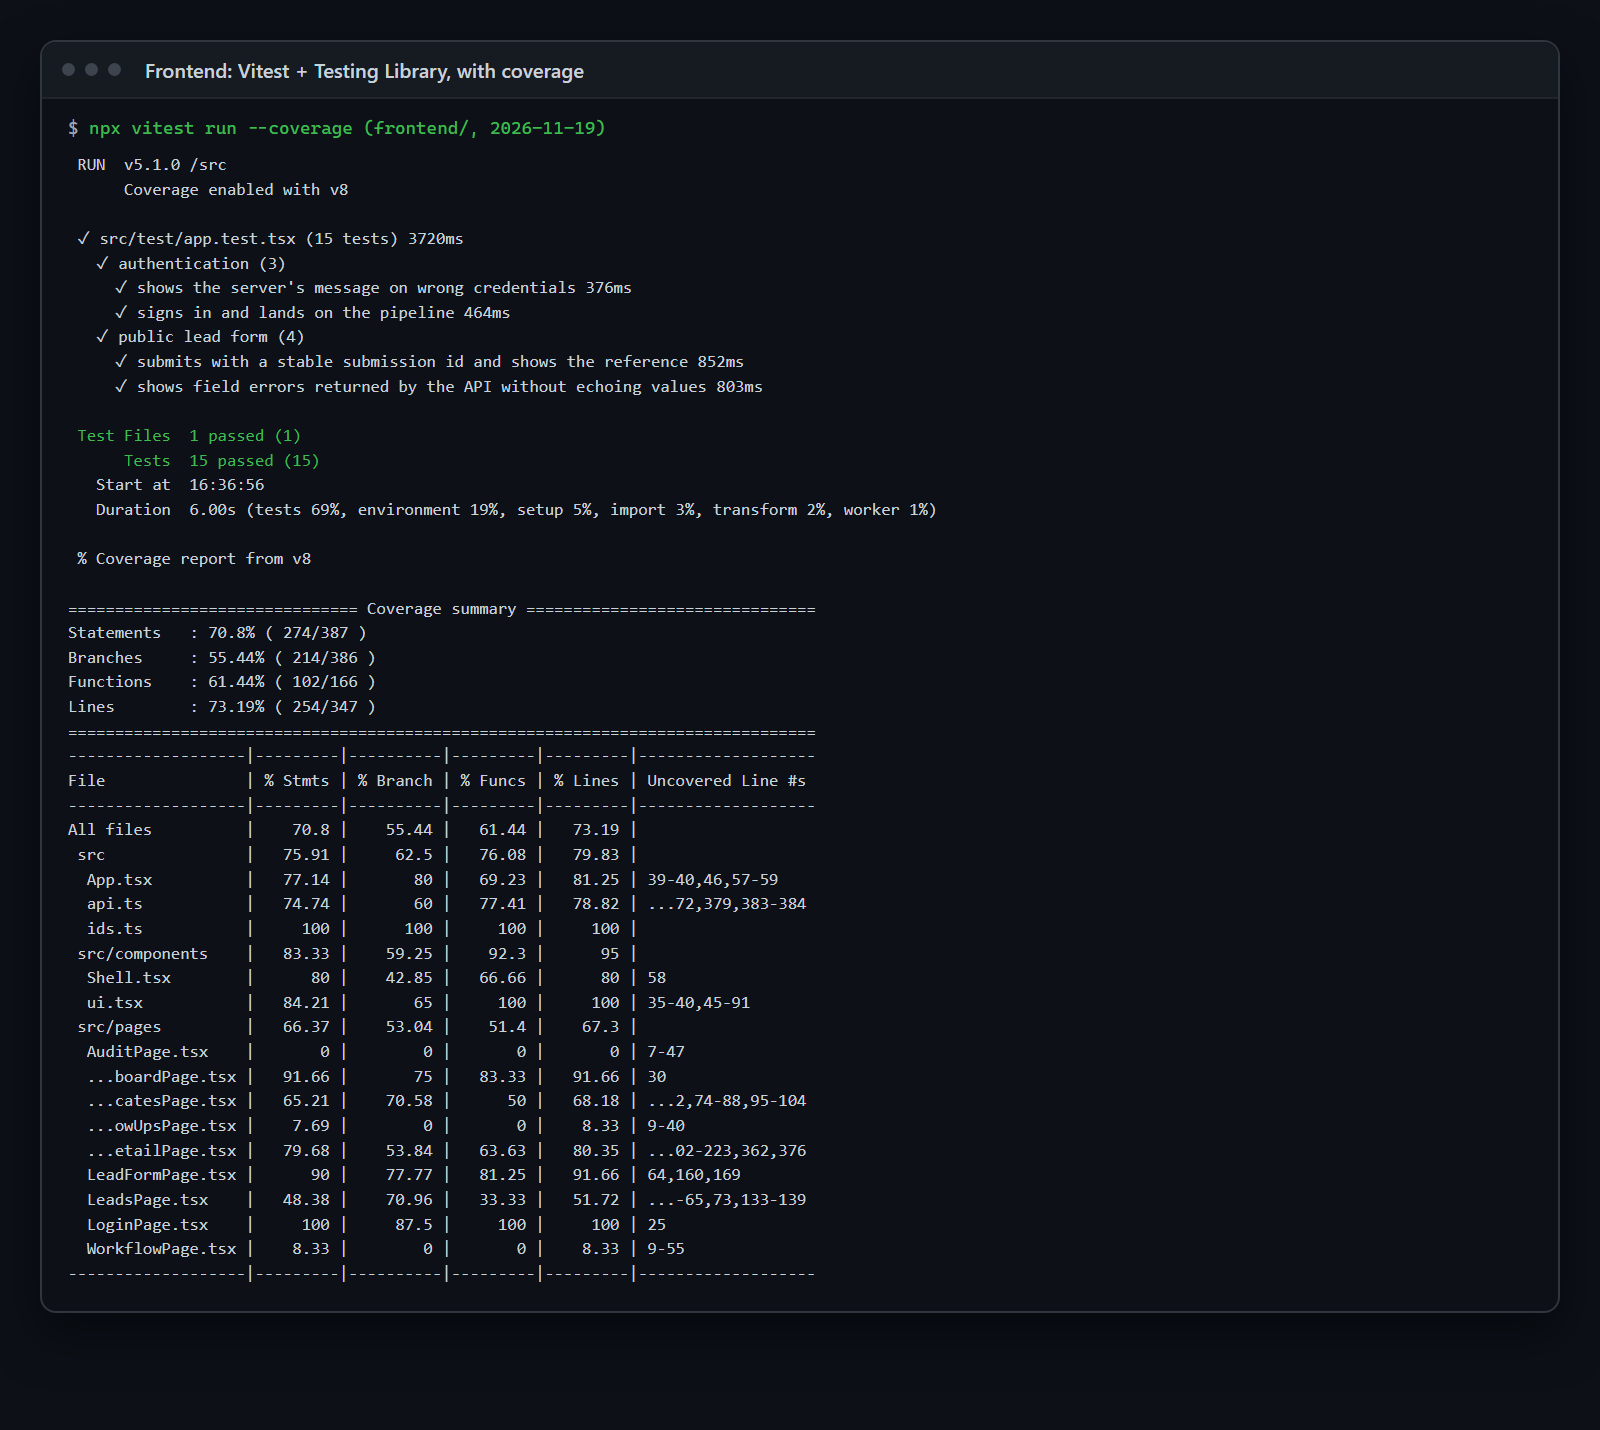 Frontend: Vitest + Testing Library, with coverage
$ npx vitest run --coverage (frontend/, 2026-11-19)
 RUN  v5.1.0 /src
      Coverage enabled with v8

 ✓ src/test/app.test.tsx (15 tests) 3720ms
   ✓ authentication (3)
     ✓ shows the server's message on wrong credentials 376ms
     ✓ signs in and lands on the pipeline 464ms
   ✓ public lead form (4)
     ✓ submits with a stable submission id and shows the reference 852ms
     ✓ shows field errors returned by the API without echoing values 803ms

 Test Files  1 passed (1)
      Tests  15 passed (15)
   Start at  16:36:56
   Duration  6.00s (tests 69%, environment 19%, setup 5%, import 3%, transform 2%, worker 1%)

 % Coverage report from v8

=============================== Coverage summary ===============================
Statements   : 70.8% ( 274/387 )
Branches     : 55.44% ( 214/386 )
Functions    : 61.44% ( 102/166 )
Lines        : 73.19% ( 254/347 )
================================================================================
-------------------|---------|----------|---------|---------|-------------------
File               | % Stmts | % Branch | % Funcs | % Lines | Uncovered Line #s
-------------------|---------|----------|---------|---------|-------------------
All files          |    70.8 |    55.44 |   61.44 |   73.19 |
 src               |   75.91 |     62.5 |   76.08 |   79.83 |
  App.tsx          |   77.14 |       80 |   69.23 |   81.25 | 39-40,46,57-59
  api.ts           |   74.74 |       60 |   77.41 |   78.82 | ...72,379,383-384
  ids.ts           |     100 |      100 |     100 |     100 |
 src/components    |   83.33 |    59.25 |    92.3 |      95 |
  Shell.tsx        |      80 |    42.85 |   66.66 |      80 | 58
  ui.tsx           |   84.21 |       65 |     100 |     100 | 35-40,45-91
 src/pages         |   66.37 |    53.04 |    51.4 |    67.3 |
  AuditPage.tsx    |       0 |        0 |       0 |       0 | 7-47
  ...boardPage.tsx |   91.66 |       75 |   83.33 |   91.66 | 30
  ...catesPage.tsx |   65.21 |    70.58 |      50 |   68.18 | ...2,74-88,95-104
  ...owUpsPage.tsx |    7.69 |        0 |       0 |    8.33 | 9-40
  ...etailPage.tsx |   79.68 |    53.84 |   63.63 |   80.35 | ...02-223,362,376
  LeadFormPage.tsx |      90 |    77.77 |   81.25 |   91.66 | 64,160,169
  LeadsPage.tsx    |   48.38 |    70.96 |   33.33 |   51.72 | ...-65,73,133-139
  LoginPage.tsx    |     100 |     87.5 |     100 |     100 | 25
  WorkflowPage.tsx |    8.33 |        0 |       0 |    8.33 | 9-55
-------------------|---------|----------|---------|---------|-------------------